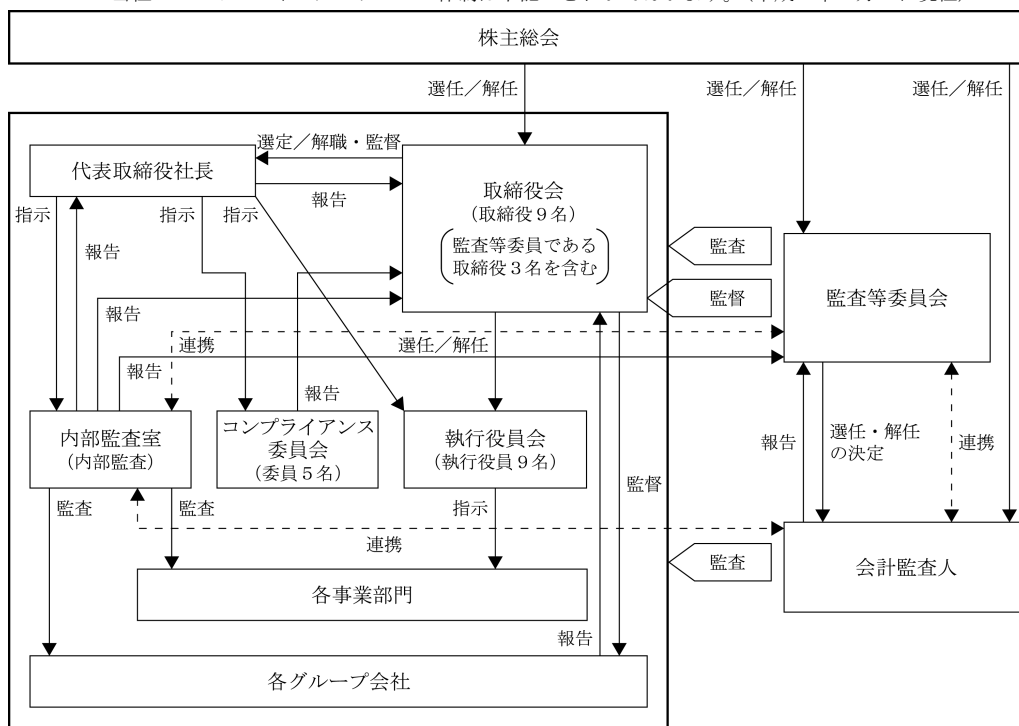 株主総会
選任／解任
選任／解任
選任／解任
選定／解職・監督
代表取締役社長
報告
取締役会
（取締役９名）
監査等委員である
取締役３名を含む
指示
報告
指示
指示
監査
監督
監査等委員会
報告
連携
選任／解任
報告
報告
内部監査室
（内部監査）
コンプライアンス
委員会
（委員５名）
執行役員会
（執行役員９名）
報告
選任・解任
の決定
連携
監査
監査
指示
監督
連携
監査
会計監査人
各事業部門
報告
各グループ会社